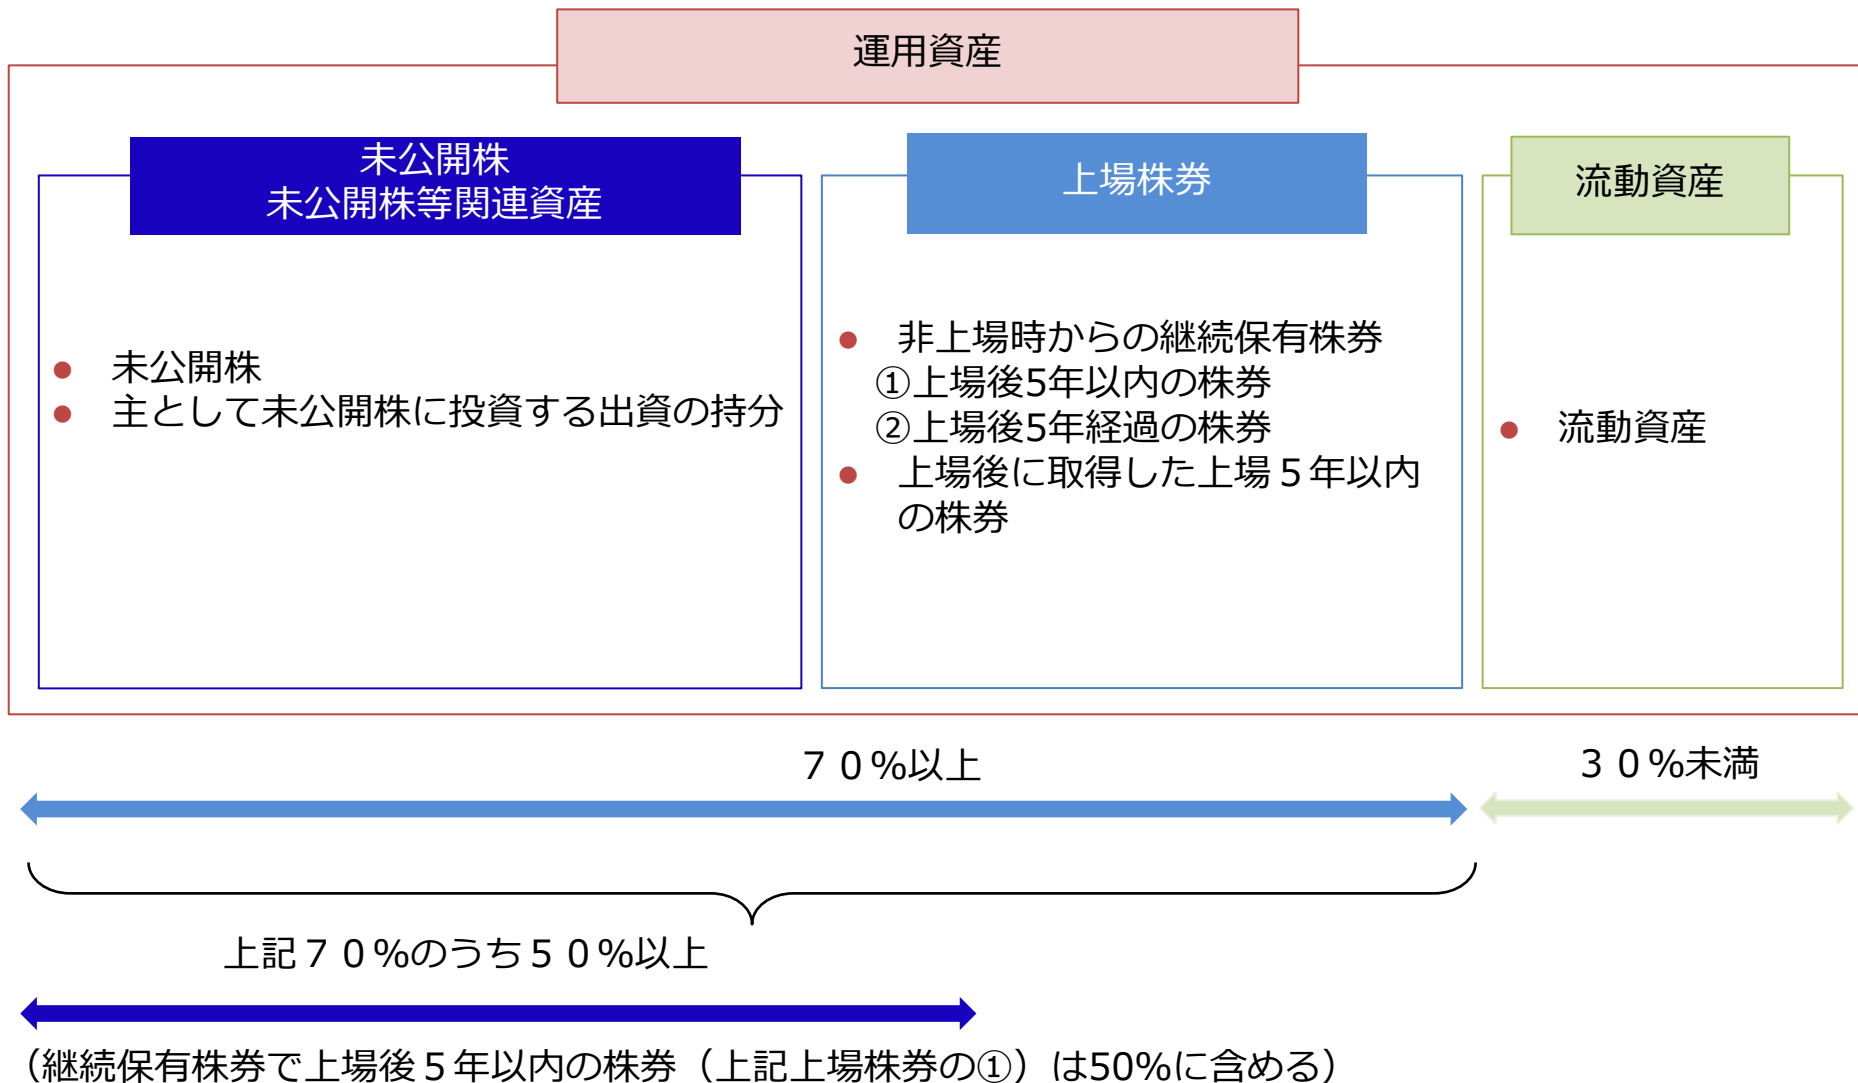 運用資産
未公開株
未公開株等関連資産
上場株券
流動資産
● 未公開株
● 主として未公開株に投資する出資の持分
● 非上場時からの継続保有株券
①上場後5年以内の株券
②上場後5年経過の株券
● 上場後に取得した上場５年以内
の株券
● 流動資産
７０%以上
３０%未満
上記７０%のうち５０%以上
（継続保有株券で上場後５年以内の株券（上記上場株券の①）は50%に含める）